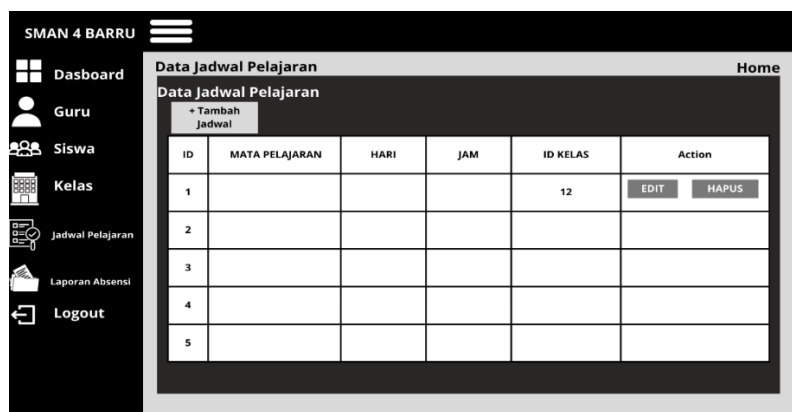 SMAN 4 BARRU
Dasboard
Guru
Siswa
Kelas
Jadwal Pelajaran
Laporan Absensi
Logout
Data Jadwal Pelajaran
Home
Data Jadwal Pelajaran
+ Tambah
Jadwal
ID MATA PELAJARAN HARI JAM ID KELAS Action
1 12 EDIT HAPUS
2
3
4
5